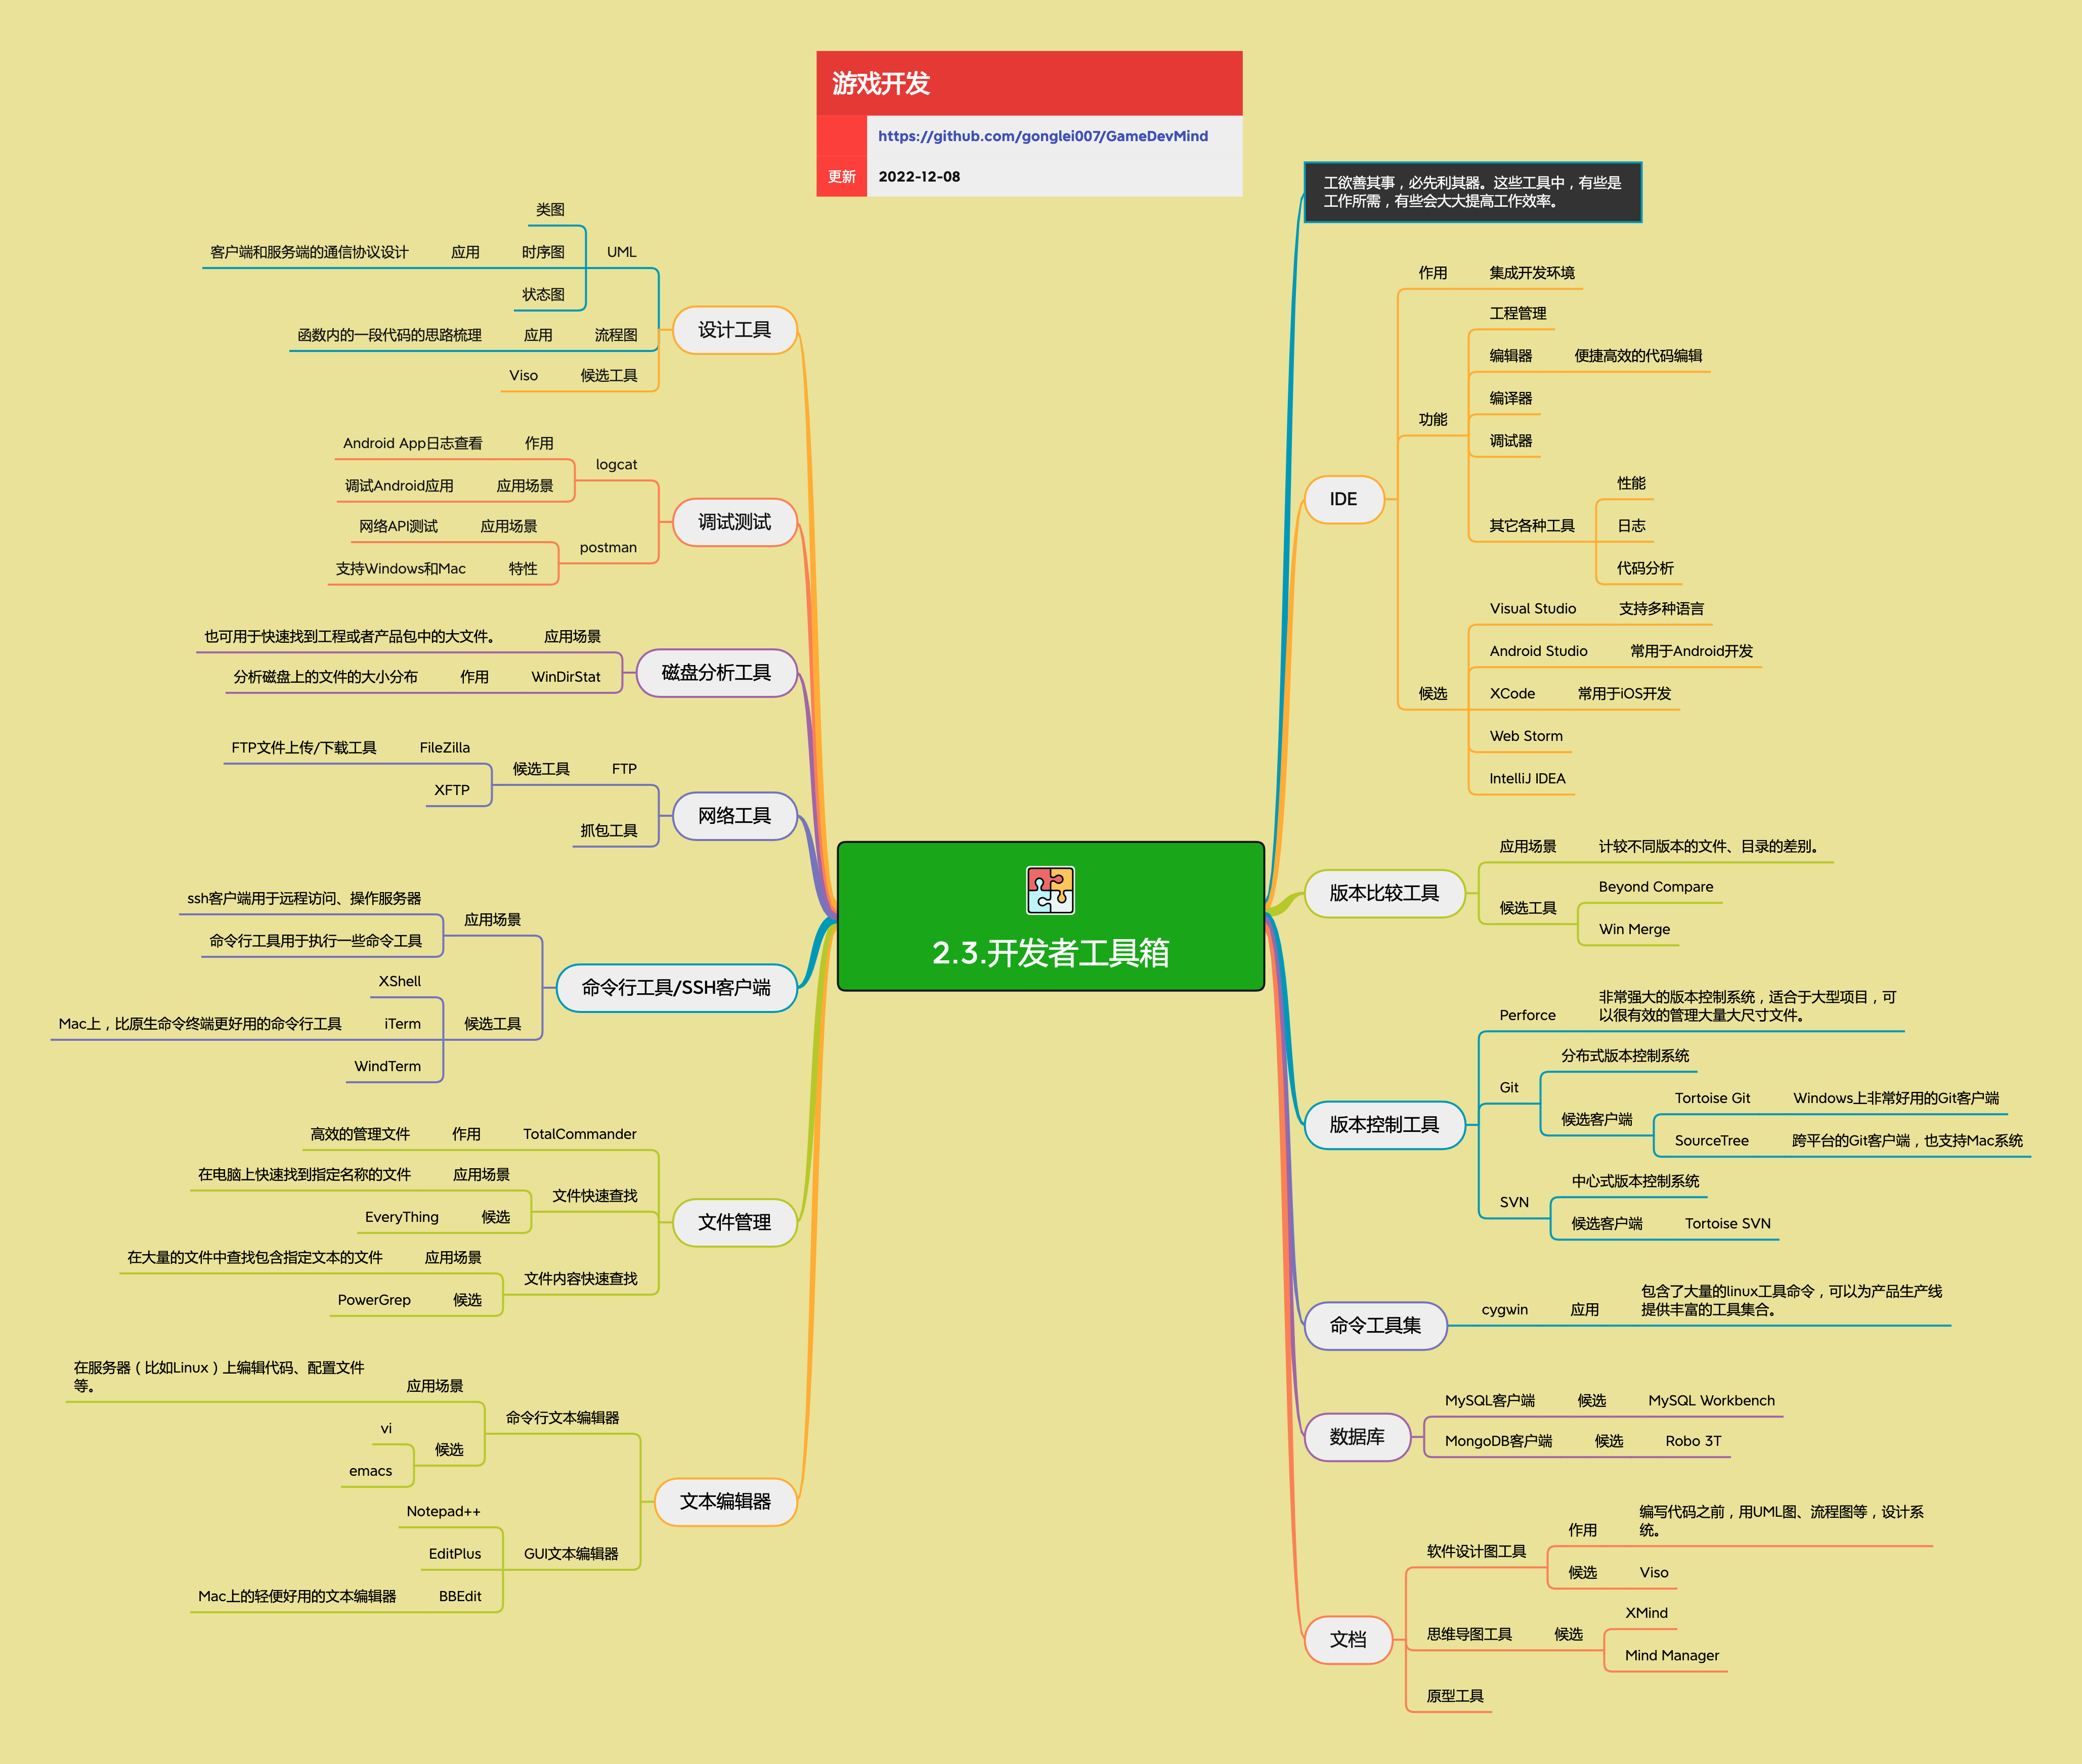 游戏开发
https://github.com/gonglei007/GameDevMind
更新 2022-12-08
2.3.开发者工具箱
工欲善其事，必先利其器。这些工具中，有些是
工作所需，有些会大大提高工作效率。
IDE
作用 集成开发环境
功能
工程管理
编辑器 便捷高效的代码编辑
编译器
调试器
其它各种工具
性能
日志
代码分析
候选
Visual Studio 支持多种语言
Android Studio 常用于Android开发
XCode 常用于iOS开发
Web Storm
IntelliJ IDEA
版本比较工具
应用场景 计较不同版本的文件、目录的差别。
候选工具
Beyond Compare
Win Merge
版本控制工具
Perforce
非常强大的版本控制系统，适合于大型项目，可
以很有效的管理大量大尺寸文件。
Git
分布式版本控制系统
候选客户端
Tortoise Git Windows上非常好用的Git客户端
SourceTree 跨平台的Git客户端，也支持Mac系统
SVN
中心式版本控制系统
候选客户端 Tortoise SVN
命令工具集
cygwin 应用
包含了大量的linux工具命令，可以为产品生产线
提供丰富的工具集合。
数据库
MySQL客户端 候选 MySQL Workbench
MongoDB客户端 候选 Robo 3T
文档
软件设计图工具
作用
编写代码之前，用UML图、流程图等，设计系
统。
候选 Viso
思维导图工具 候选
XMind
Mind Manager
原型工具
设计工具
UML
类图
客户端和服务端的通信协议设计 应用 时序图
状态图
函数内的一段代码的思路梳理 应用 流程图
Viso 候选工具
调试测试
logcat
Android App日志查看 作用
调试Android应用 应用场景
postman
网络API测试 应用场景
支持Windows和Mac 特性
磁盘分析工具
也可用于快速找到工程或者产品包中的大文件。 应用场景
分析磁盘上的文件的大小分布 作用 WinDirStat
网络工具
候选工具 FTP
FTP文件上传/下载工具 FileZilla
XFTP
抓包工具
命令行工具/SSH客户端
应用场景
ssh客户端用于远程访问、操作服务器
命令行工具用于执行一些命令工具
候选工具
XShell
Mac上，比原生命令终端更好用的命令行工具 iTerm
WindTerm
文件管理
高效的管理文件 作用 TotalCommander
文件快速查找
在电脑上快速找到指定名称的文件 应用场景
EveryThing 候选
文件内容快速查找
在大量的文件中查找包含指定文本的文件 应用场景
PowerGrep 候选
文本编辑器
命令行文本编辑器
应用场景
在服务器（比如Linux）上编辑代码、配置文件
等。
候选
vi
emacs
GUI文本编辑器
Notepad++
EditPlus
Mac上的轻便好用的文本编辑器 BBEdit